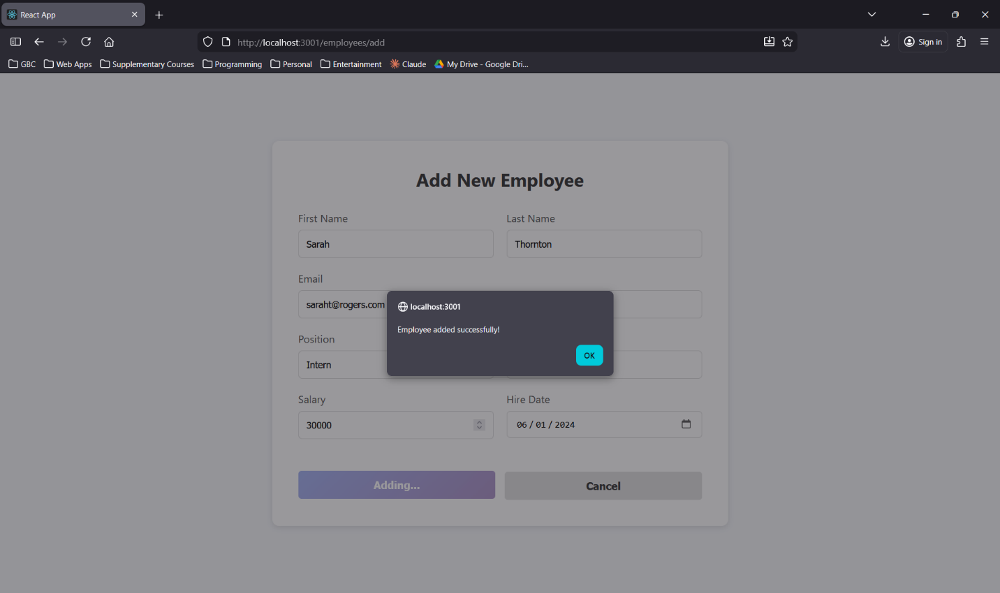 React App
http://localhost:3001/employees/add
Sign in
GBC Web Apps Supplementary Courses Programming Personal Entertainment Claude My Drive - Google Dri...
Add New Employee
First Name Last Name
Sarah Thornton
Email
saraht@rogers.com
localhost:3001
Employee added successfully!
OK
Position
Intern
Salary Hire Date
30000 06 / 01 / 2024
Adding... Cancel